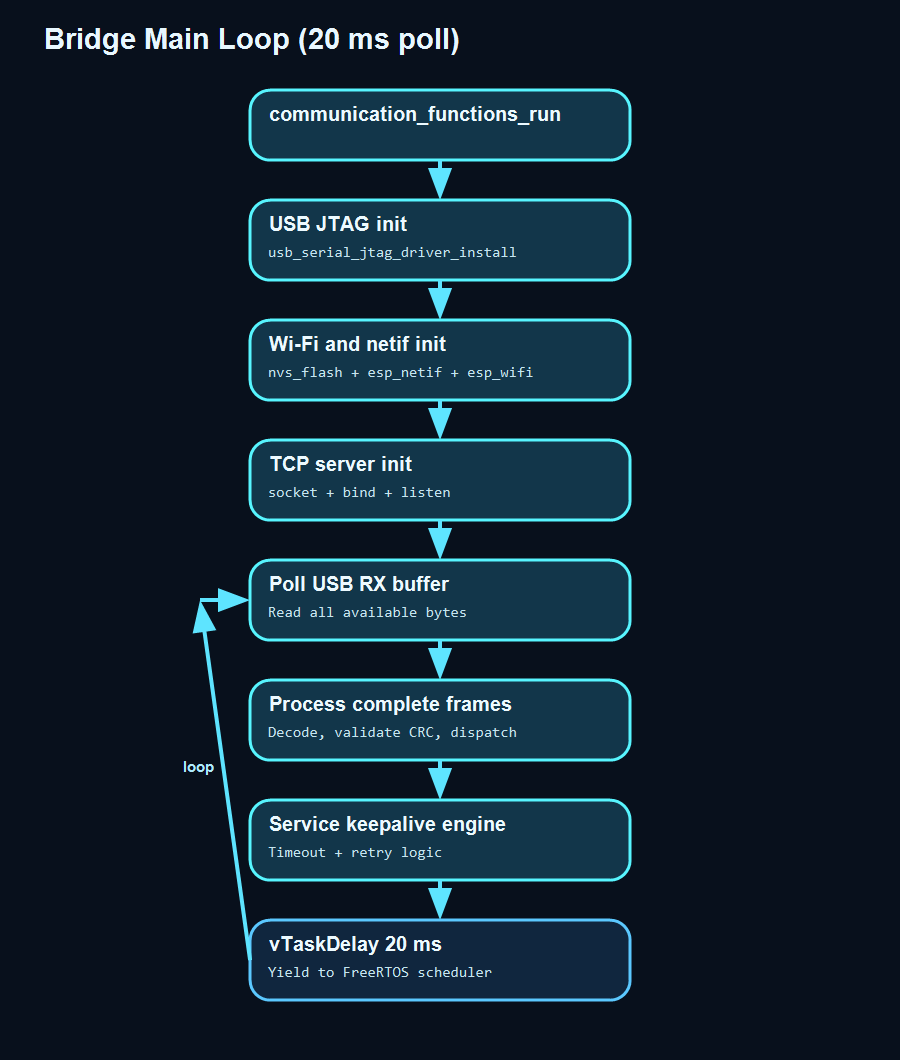 Bridge Main Loop (20 ms poll)
communication_functions_run
USB JTAG init
usb_serial_jtag_driver_install
Wi-Fi and netif init
nvs_flash + esp_netif + esp_wifi
TCP server init
socket + bind + listen
Poll USB RX buffer
Read all available bytes
Process complete frames
Decode, validate CRC, dispatch
loop
Service keepalive engine
Timeout + retry logic
vTaskDelay 20 ms
Yield to FreeRTOS scheduler